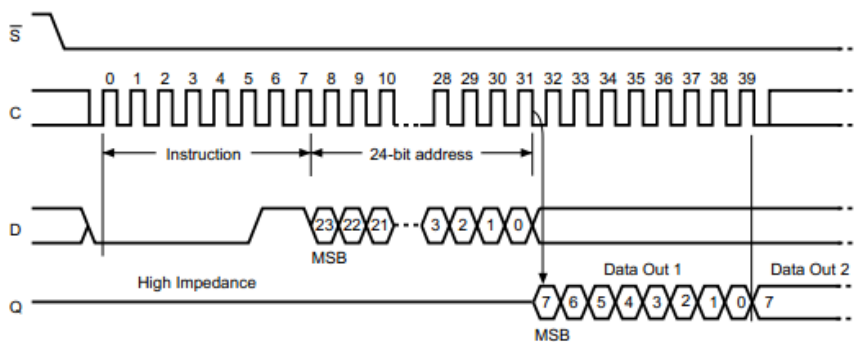 S
0 1 2 3 4 5 6 7 8 9 10 28 29 30 31 32 33 34 35 36 37 38 39
C
Instruction 24-bit address
D 23 22 21 3 2 1 0
MSB
High Impedance Data Out 1 Data Out 2
Q 7 6 5 4 3 2 1 0 7
MSB